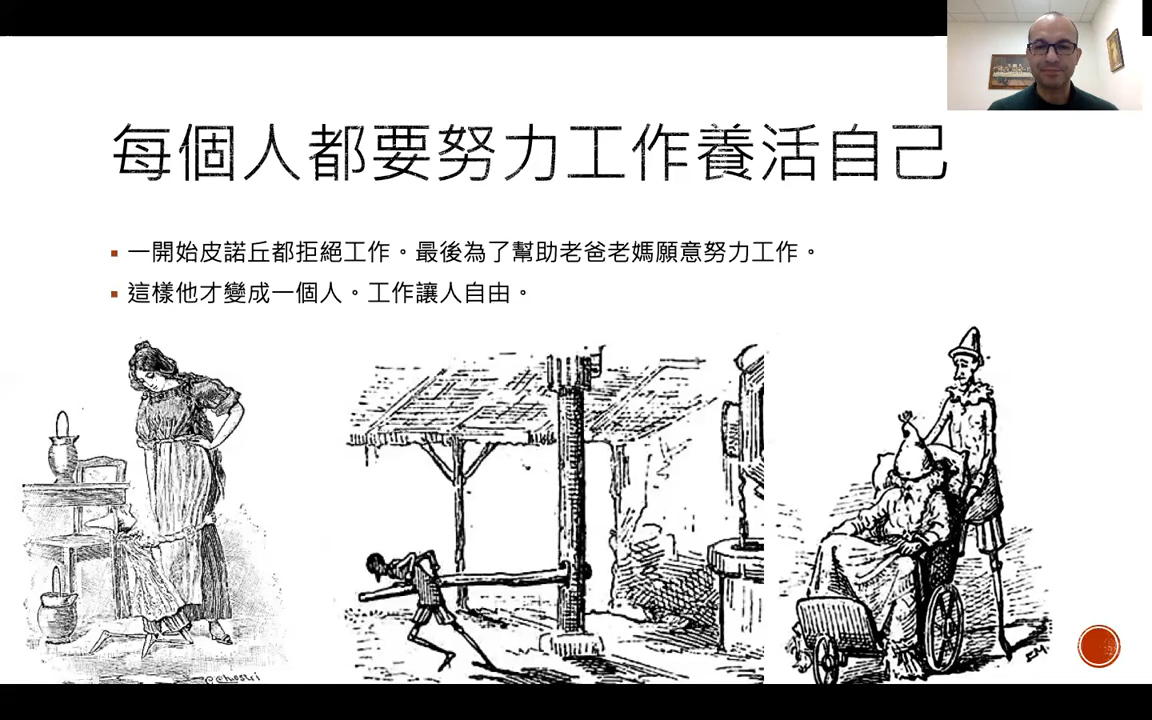 每個人都要努力工作養活自己
一開始皮諾丘都拒絕工作。最後為了幫助老爸老媽願意努力工作。
這樣他才變成一個人。工作讓人自由。